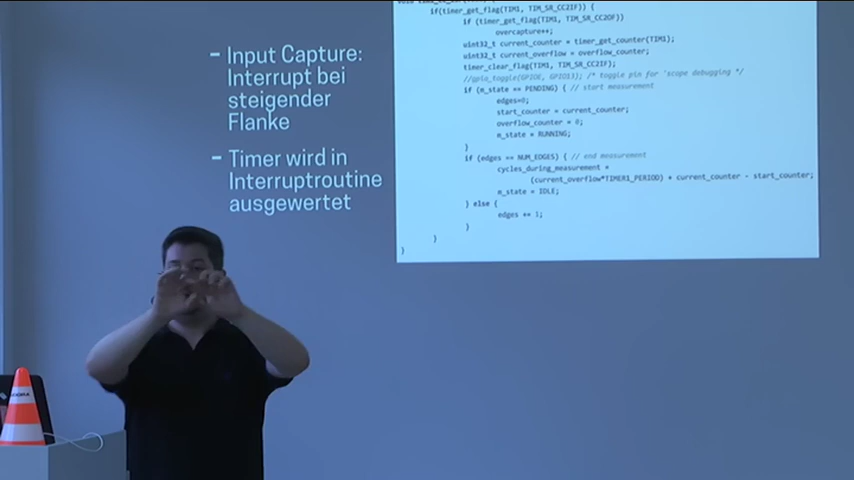 – Input Capture:
Interrupt bei
steigender
Flanke
– Timer wird in
Interruptroutine
ausgewertet
if(timer_get_flag(TIM1, TIM_SR_CC2IF)) {
if (timer_get_flag(TIM1, TIM_SR_CC2OF))
overcapture++;
uint32_t current_counter = timer_get_counter(TIM1);
uint32_t current_overflow = overflow_counter;
timer_clear_flag(TIM1, TIM_SR_CC2IF);
//gpio_toggle(GPIOE, GPIO13); /* toggle pin for 'scope debugging */
if (m_state == PENDING) { // start measurement
edges=0;
start_counter = current_counter;
overflow_counter = 0;
m_state = RUNNING;
}
if (edges == NUM_EDGES) { // end measurement
cycles_during_measurement =
(current_overflow*TIMER1_PERIOD) + current_counter - start_counter;
m_state = IDLE;
} else {
edges += 1;
}
}
}